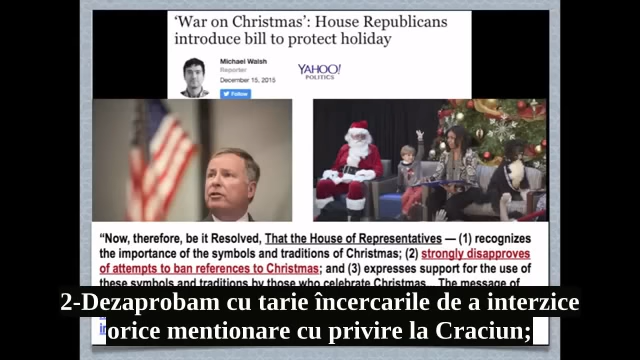 ‘War on Christmas’: House Republicans
introduce bill to protect holiday
Michael Walsh
Reporter
December 15, 2015
Follow
YAHOO!
POLITICS
“Now, therefore, be it Resolved, That the House of Representatives — (1) recognizes
the importance of the symbols and traditions of Christmas; (2) strongly disapproves
of attempts to ban references to Christmas; and (3) expresses support for the use of
these symbols and traditions by those who celebrate Christmas... The message of
2-Dezaprobam cu tarie încercarile de a interzice
orice mentionare cu privire la Craciun;